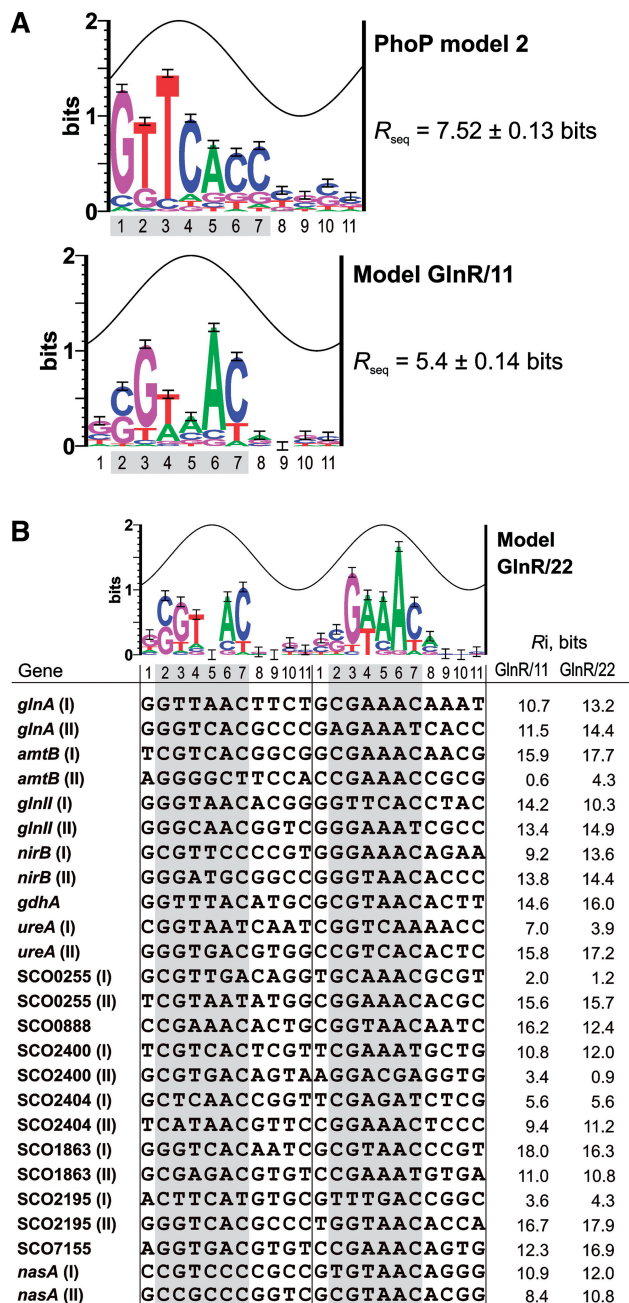 A
PhoP model 2
2
1
0
bits
Rseq = 7.52 ± 0.13 bits
1 2 3 4 5 6 7 8 9 10 11
Model GlnR/11
2
1
0
bits
Rseq = 5.4 ± 0.14 bits
1 2 3 4 5 6 7 8 9 10 11
B
Model GlnR/22
2
1
0
bits
Ri, bits
Gene 1 2 3 4 5 6 7 8 9 10 11 1 2 3 4 5 6 7 8 9 10 11 GlnR/11 GlnR/22
glnA (I) GGTTAACTTCTGCGAAACAAAT 10.7 13.2
glnA (II) GGGTCACGCCCGAGAAATCACC 11.5 14.4
amtB (I) TCGTCACGGCGGCGAAACAACG 15.9 17.7
amtB (II) AGGGGCTTCCACCGAAACCGCG 0.6 4.3
glnII (I) GGGTAACACGGGGTTCACCTAC 14.2 10.3
glnII (II) GGGCAACGGTCGGGAAATCGCC 13.4 14.9
nirB (I) GCGTTCCCCGTGGGAAACAGAA 9.2 13.6
nirB (II) GGGATGCGGCCGGGTAACACCC 13.8 14.4
gdhA GGTTTACATGCGCGTAACACTT 14.6 16.0
ureA (I) CGGTAATCAATCGGTCAAAACC 7.0 3.9
ureA (II) GGGTGACGTGGCCGTCACACTC 15.8 17.2
SCO0255 (I) GCGTTGACAGGTGCAAACGCGT 2.0 1.2
SCO0255 (II) TCGTAATATGGCGGAAACACGC 15.6 15.7
SCO0888 CCGAAACACTGCGGTAACAATC 16.2 12.4
SCO2400 (I) TCGTCACTCGTTCGAAATGCTG 10.8 12.0
SCO2400 (II) GCGTGACAGTAAGGACGAGGTG 3.4 0.9
SCO2404 (I) GCTCAACCGGTTCGAGATCTCG 5.6 5.6
SCO2404 (II) TCATAACGTTCCGGAAACTCCC 9.4 11.2
SCO1863 (I) GGGTCACAATCGCGTAACCCGT 18.0 16.3
SCO1863 (II) GCGAGACGTGTCCGAAATGTGA 11.0 10.8
SCO2195 (I) ACTTCATGTGCGTTTGACCGGC 3.6 4.3
SCO2195 (II) GGGTCACGCCCTGGTAACACCA 16.7 17.9
SCO7155 AGGTGACGTGTCCGAAACAGTG 12.3 16.9
nasA (I) CCGTCCCCGCCGTGTAACAGGG 10.9 12.0
nasA (II) GCCGCCCGGTCGCGTAACACGG 8.4 10.8